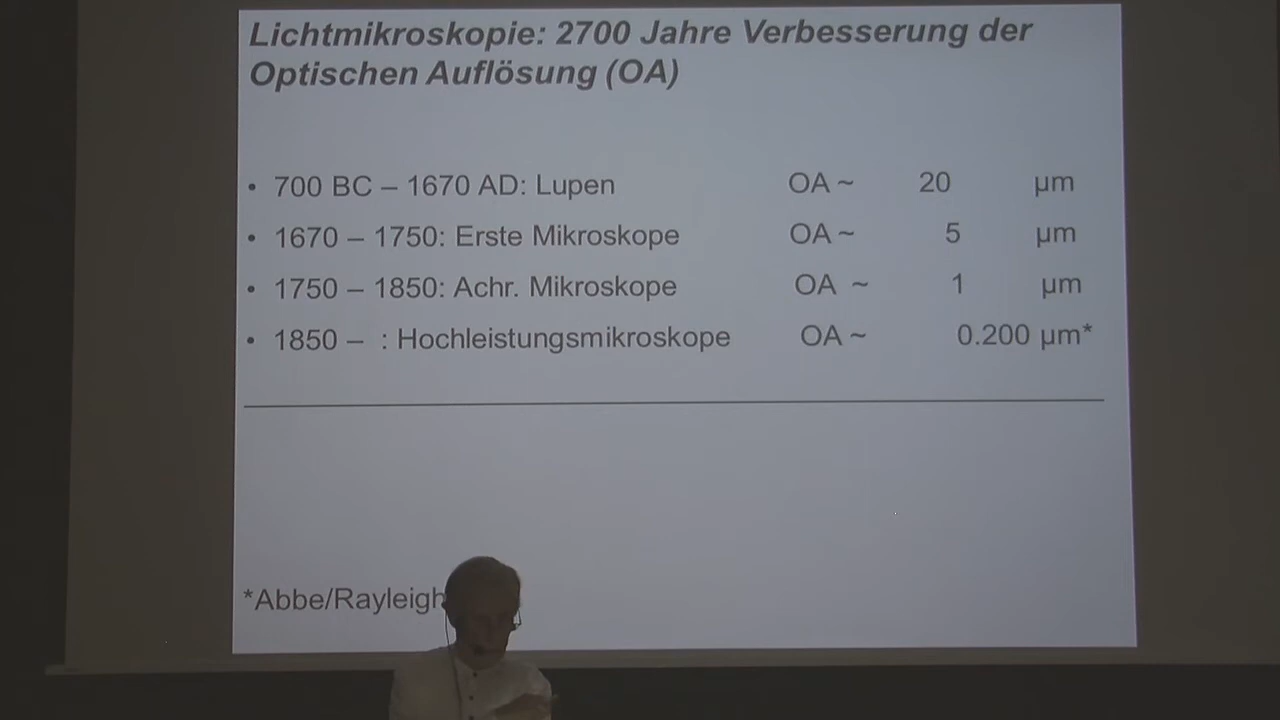 Lichtmikroskopie: 2700 Jahre Verbesserung der
Optischen Auflösung (OA)
• 700 BC – 1670 AD: Lupen OA ~ 20 µm
• 1670 – 1750: Erste Mikroskope OA ~ 5 µm
• 1750 – 1850: Achr. Mikroskope OA ~ 1 µm
• 1850 – : Hochleistungsmikroskope OA ~ 0.200 µm*
*Abbe/Rayleigh